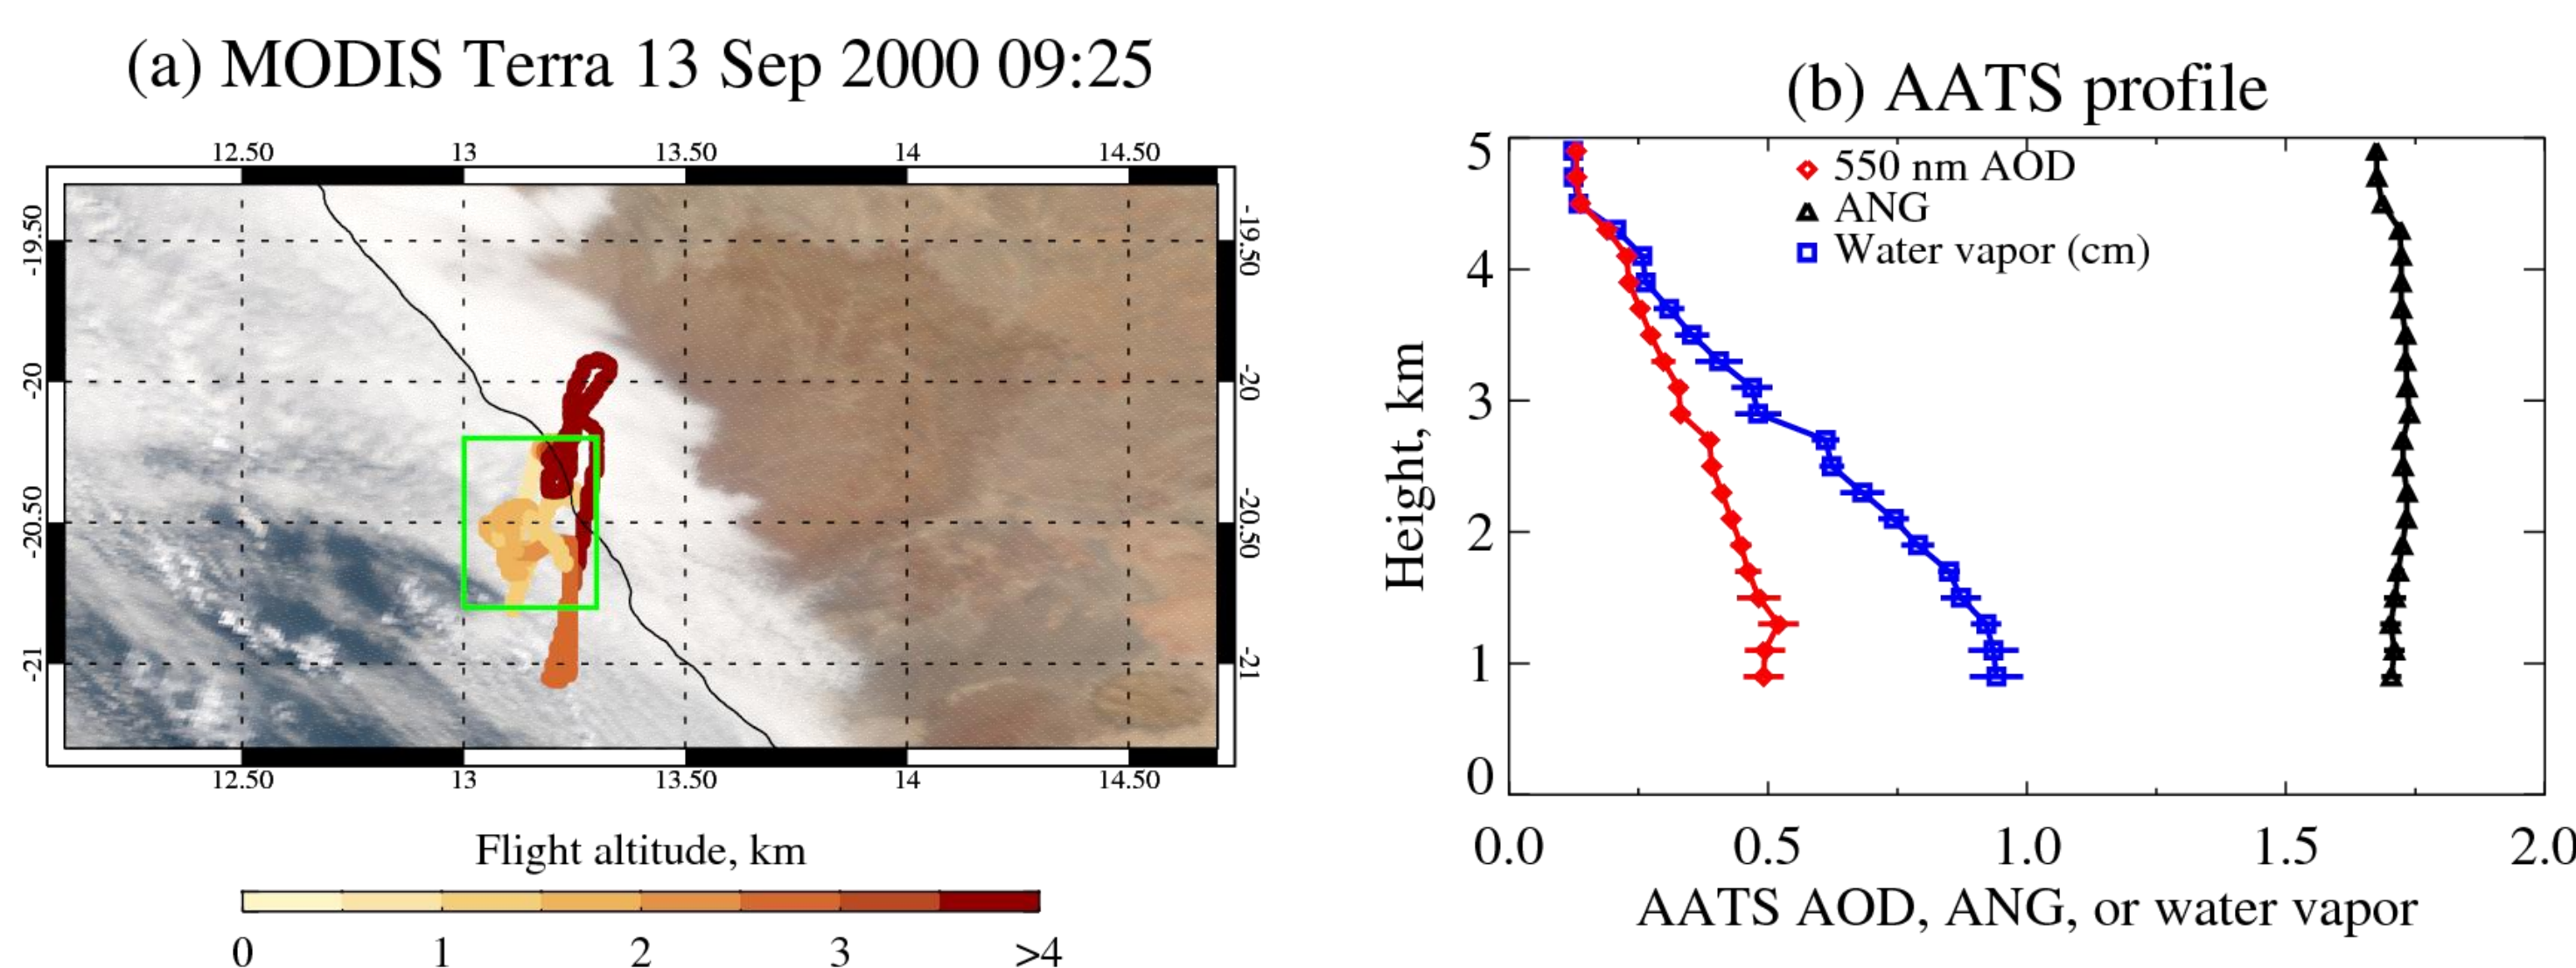 (a) MODIS Terra 13 Sep 2000 09:25
12.50 13 13.50 14 14.50
-19.50 -19.50
-20 -20
-20.50 -20.50
-21 -21
12.50 13 13.50 14 14.50
Flight altitude, km
0 1 2 3 >4
(b) AATS profile
550 nm AOD
ANG
Water vapor (cm)
Height, km
5
4
3
2
1
0
0.0 0.5 1.0 1.5 2.0
AATS AOD, ANG, or water vapor